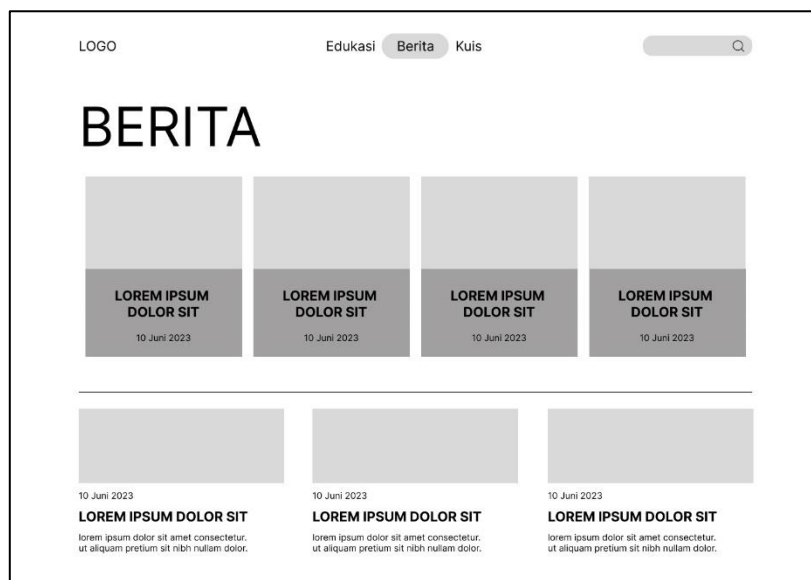 LOGO
Edukasi Berita Kuis
BERITA
LOREM IPSUM
DOLOR SIT
10 Juni 2023
LOREM IPSUM
DOLOR SIT
10 Juni 2023
LOREM IPSUM
DOLOR SIT
10 Juni 2023
LOREM IPSUM
DOLOR SIT
10 Juni 2023
10 Juni 2023
LOREM IPSUM DOLOR SIT
lorem ipsum dolor sit amet consectetur.
ut aliquam pretium sit nibh nullam dolor.
10 Juni 2023
LOREM IPSUM DOLOR SIT
lorem ipsum dolor sit amet consectetur.
ut aliquam pretium sit nibh nullam dolor.
10 Juni 2023
LOREM IPSUM DOLOR SIT
lorem ipsum dolor sit amet consectetur.
ut aliquam pretium sit nibh nullam dolor.